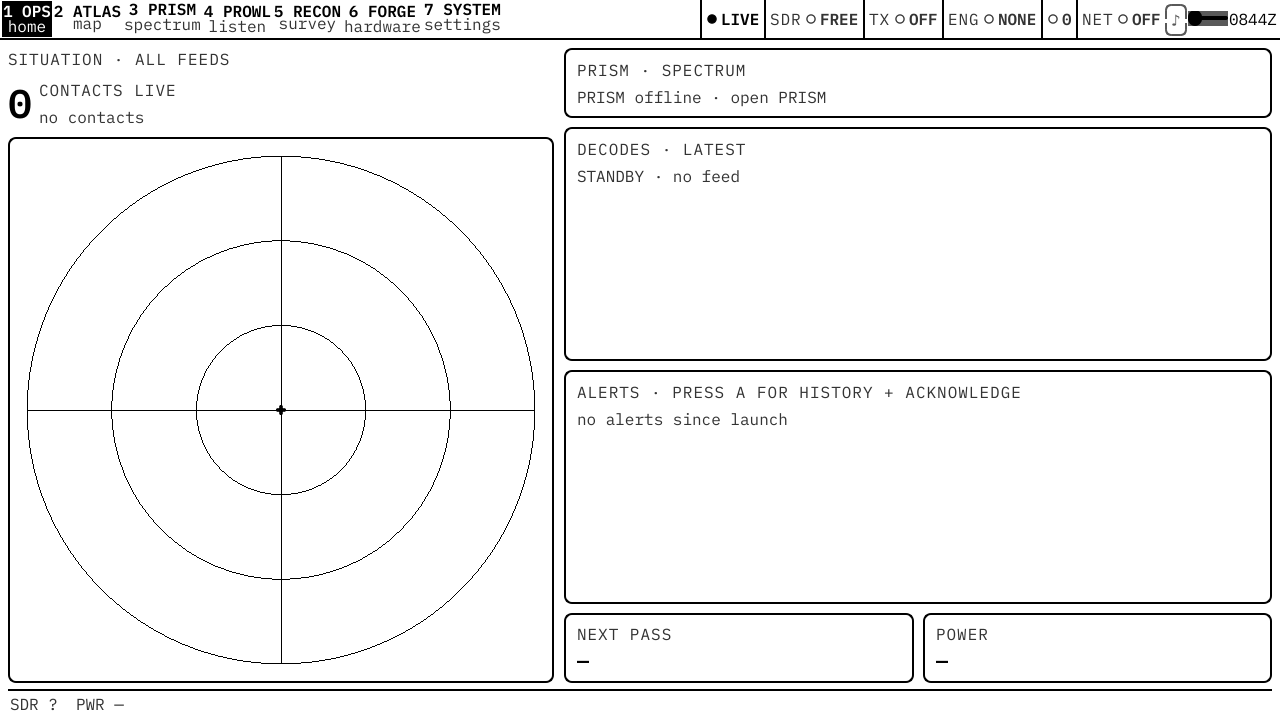 1 OPS 2 ATLAS 3 PRISM 4 PROWL 5 RECON 6 FORGE 7 SYSTEM
home map spectrum listen survey hardware settings
LIVE SDR FREE TX OFF ENG NONE 0 NET OFF ♪ 0844Z
SITUATION · ALL FEEDS
0 CONTACTS LIVE
no contacts
PRISM · SPECTRUM
PRISM offline · open PRISM
DECODES · LATEST
STANDBY · no feed
ALERTS · PRESS A FOR HISTORY + ACKNOWLEDGE
no alerts since launch
NEXT PASS
—
POWER
—
SDR ? PWR —